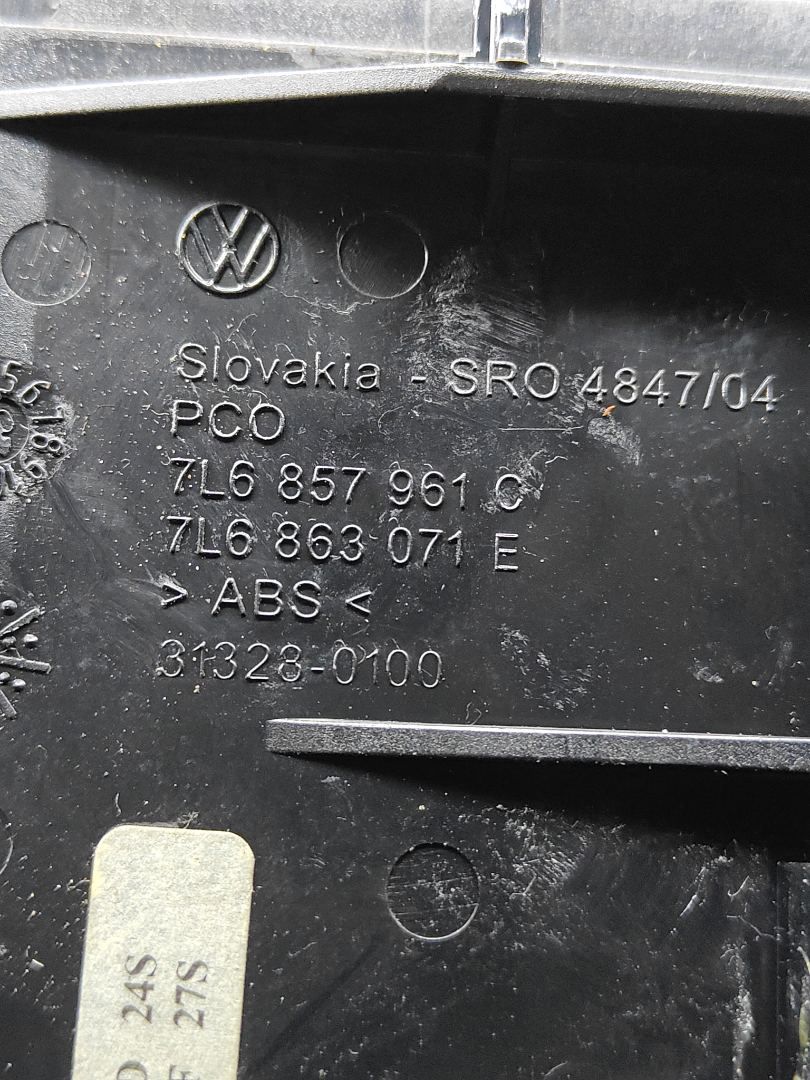 Slovakia - SRO 4847/04
PCO
7L6 857 961 C
7L6 863 071 E
> ABS <
31328-0100
24S
27S